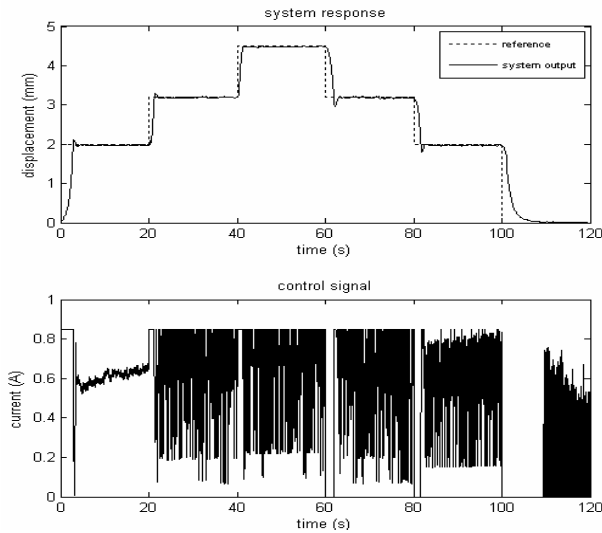 system response
5
4
3
2
1
0
displacement (mm)
reference
system output
0 20 40 60 80 100 120
time (s)
control signal
1
0.8
0.6
0.4
0.2
0
current (A)
0 20 40 60 80 100 120
time (s)